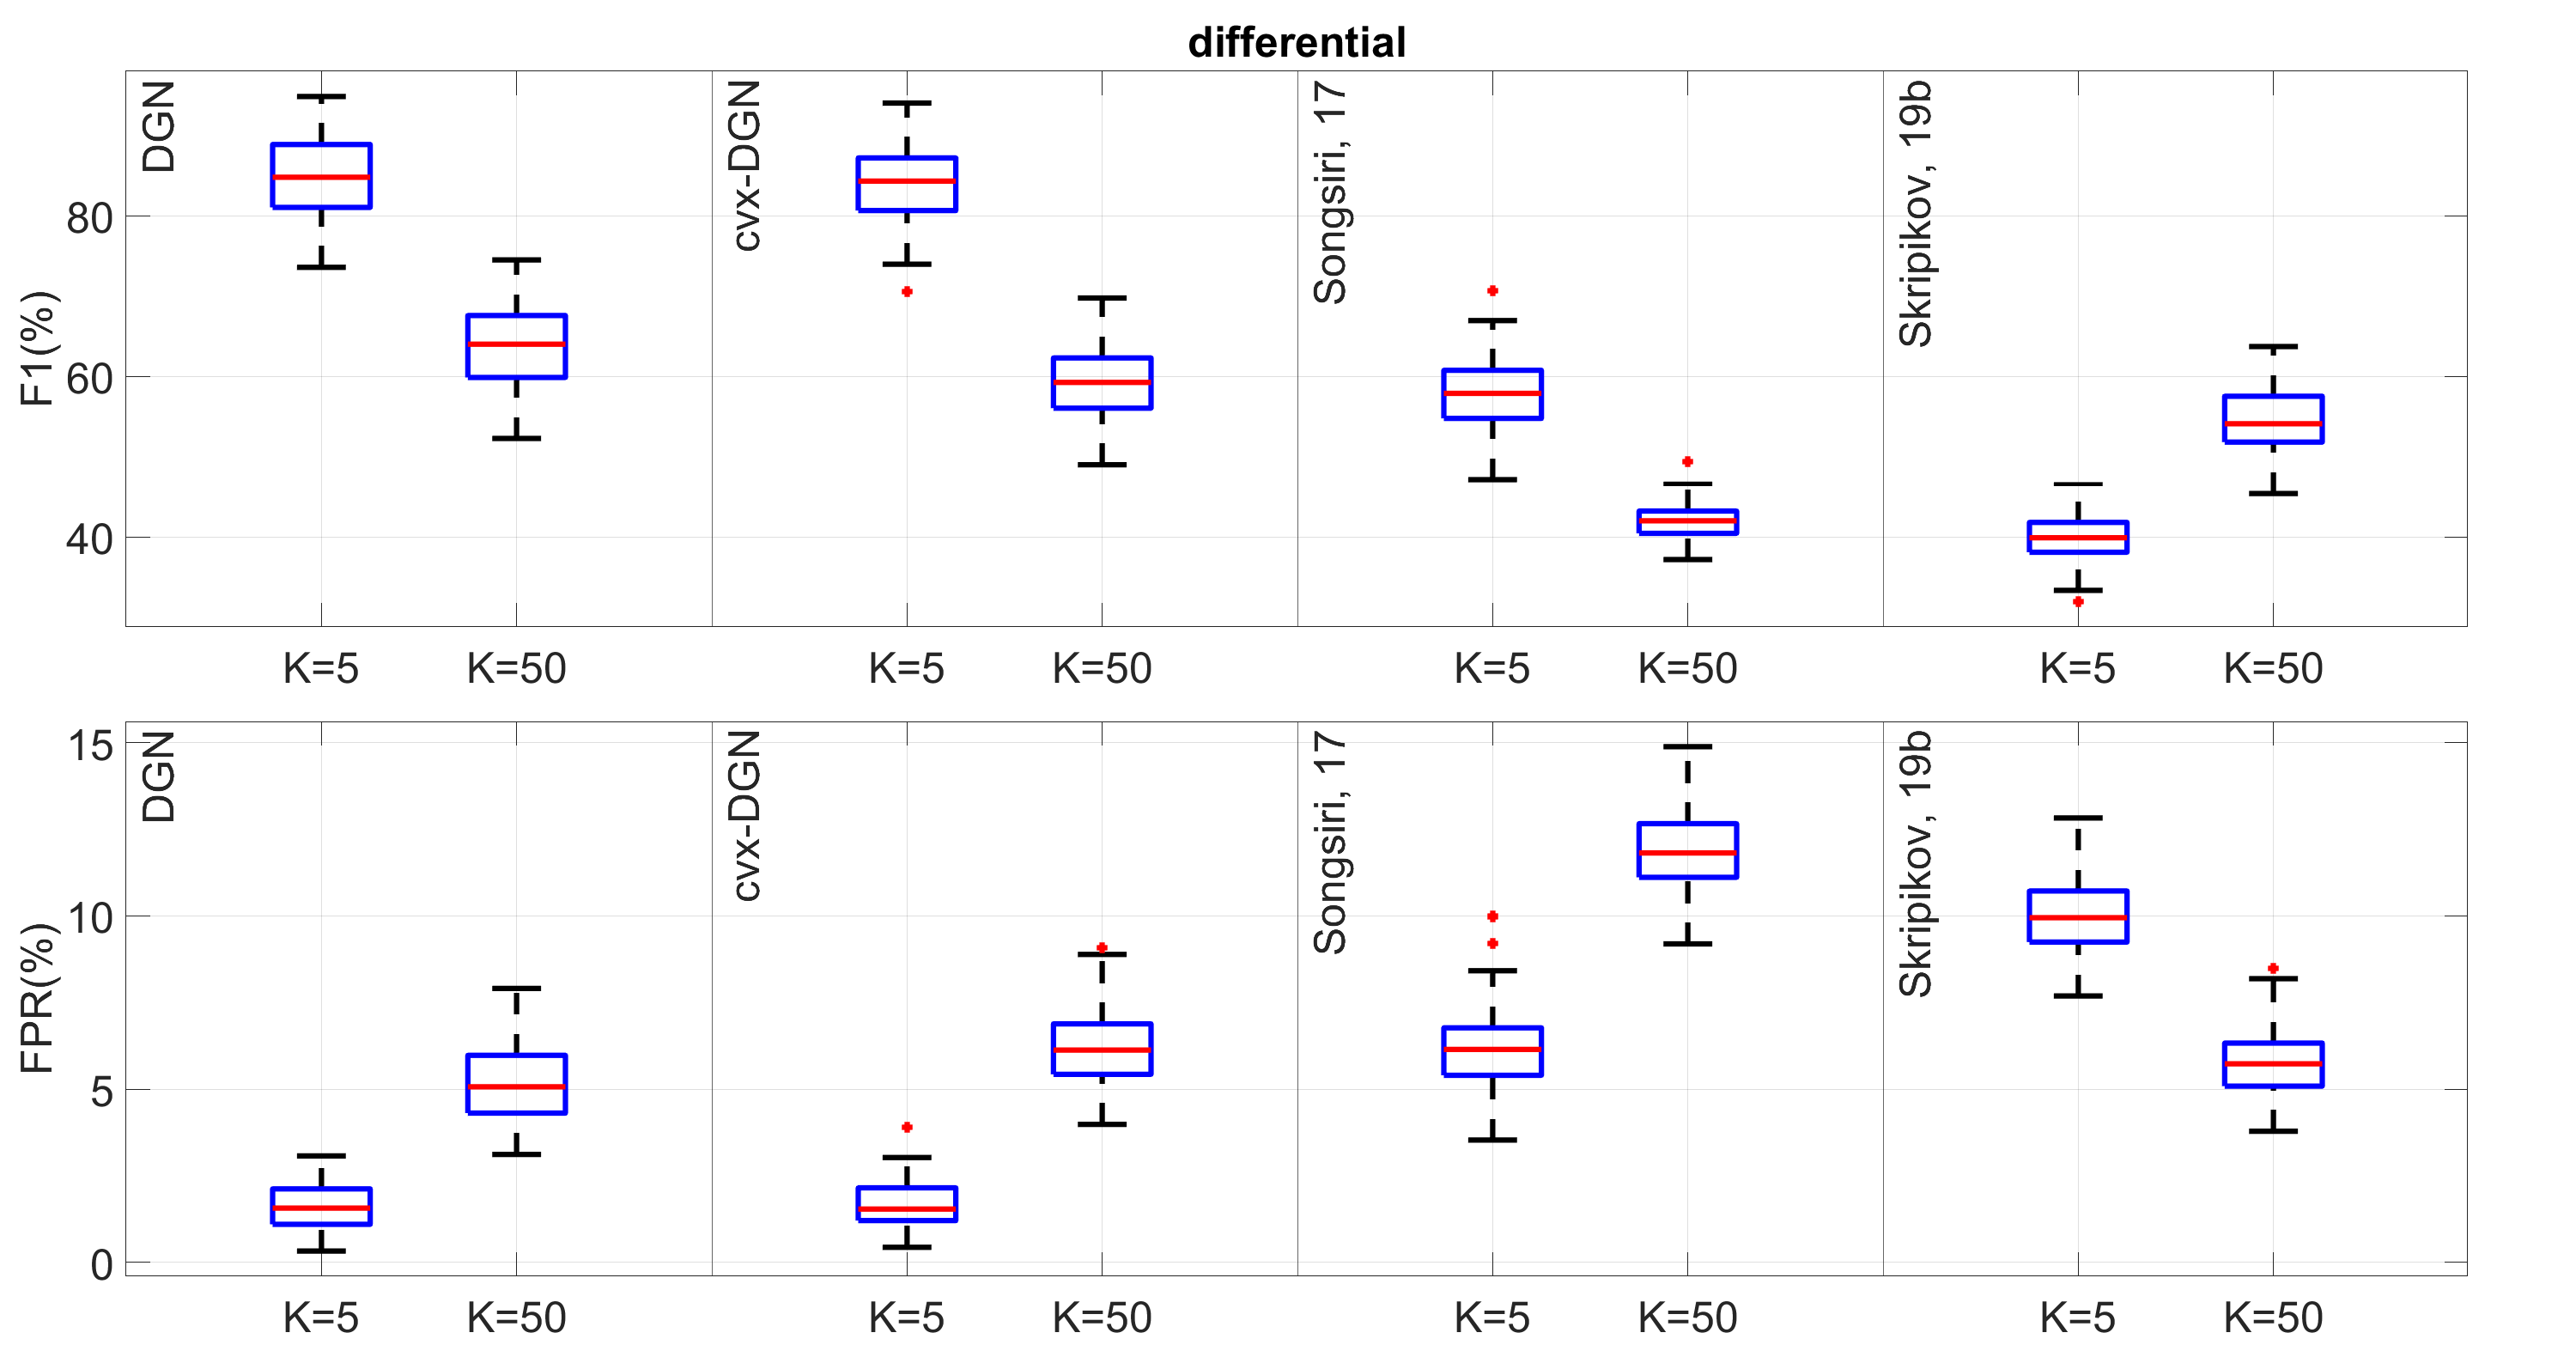 differential
F1(%)
80
60
40
DGN
cvx-DGN
Songsiri, 17
Skripikov, 19b
K=5 K=50 K=5 K=50 K=5 K=50 K=5 K=50
FPR(%)
15
10
5
0
DGN
cvx-DGN
Songsiri, 17
Skripikov, 19b
K=5 K=50 K=5 K=50 K=5 K=50 K=5 K=50